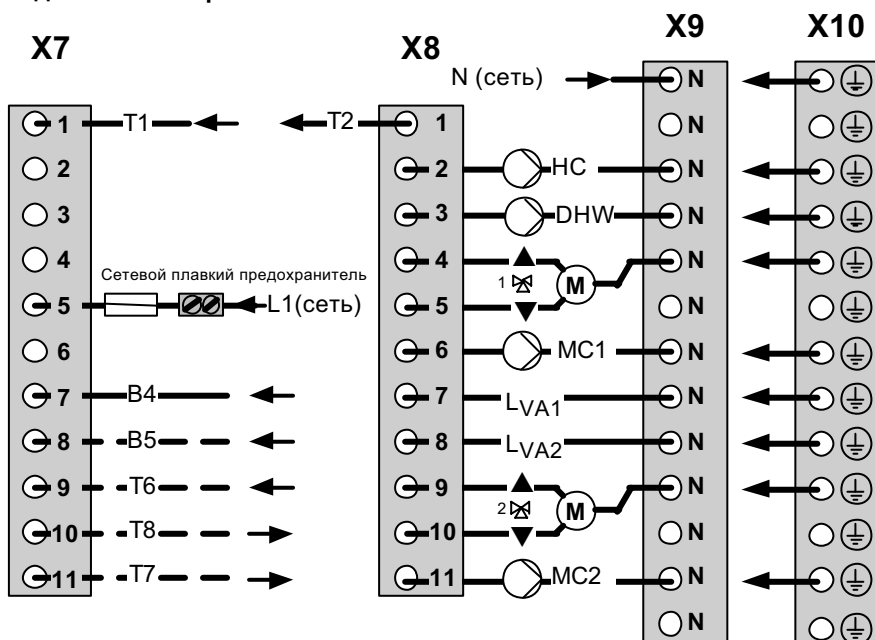 X7 X8 X9 X10
N (сеть) N
1 T1 T2 1 N
2 2 HC N
3 3 DHW N
4 4 1 M N
Сетевой плавкий предохранитель
5 L1(сеть) 5 N
6 6 MC1 N
7 B4 7 LVA1 N
8 B5 8 LVA2 N
9 T6 9 2 M N
10 T8 10 N
11 T7 11 MC2 N
N